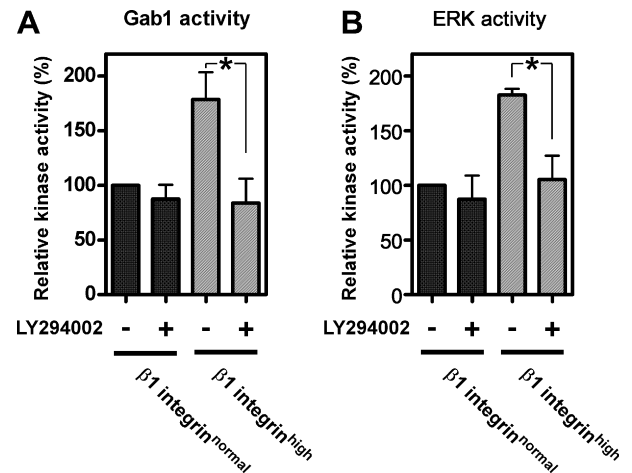 A
Gab1 activity
Relative kinase activity (%)
200
150
100
50
0
*
LY294002 - + - +
β1 integrin^normal
β1 integrin^high
B
ERK activity
Relative kinase activity (%)
200
150
100
50
0
*
LY294002 - + - +
β1 integrin^normal
β1 integrin^high